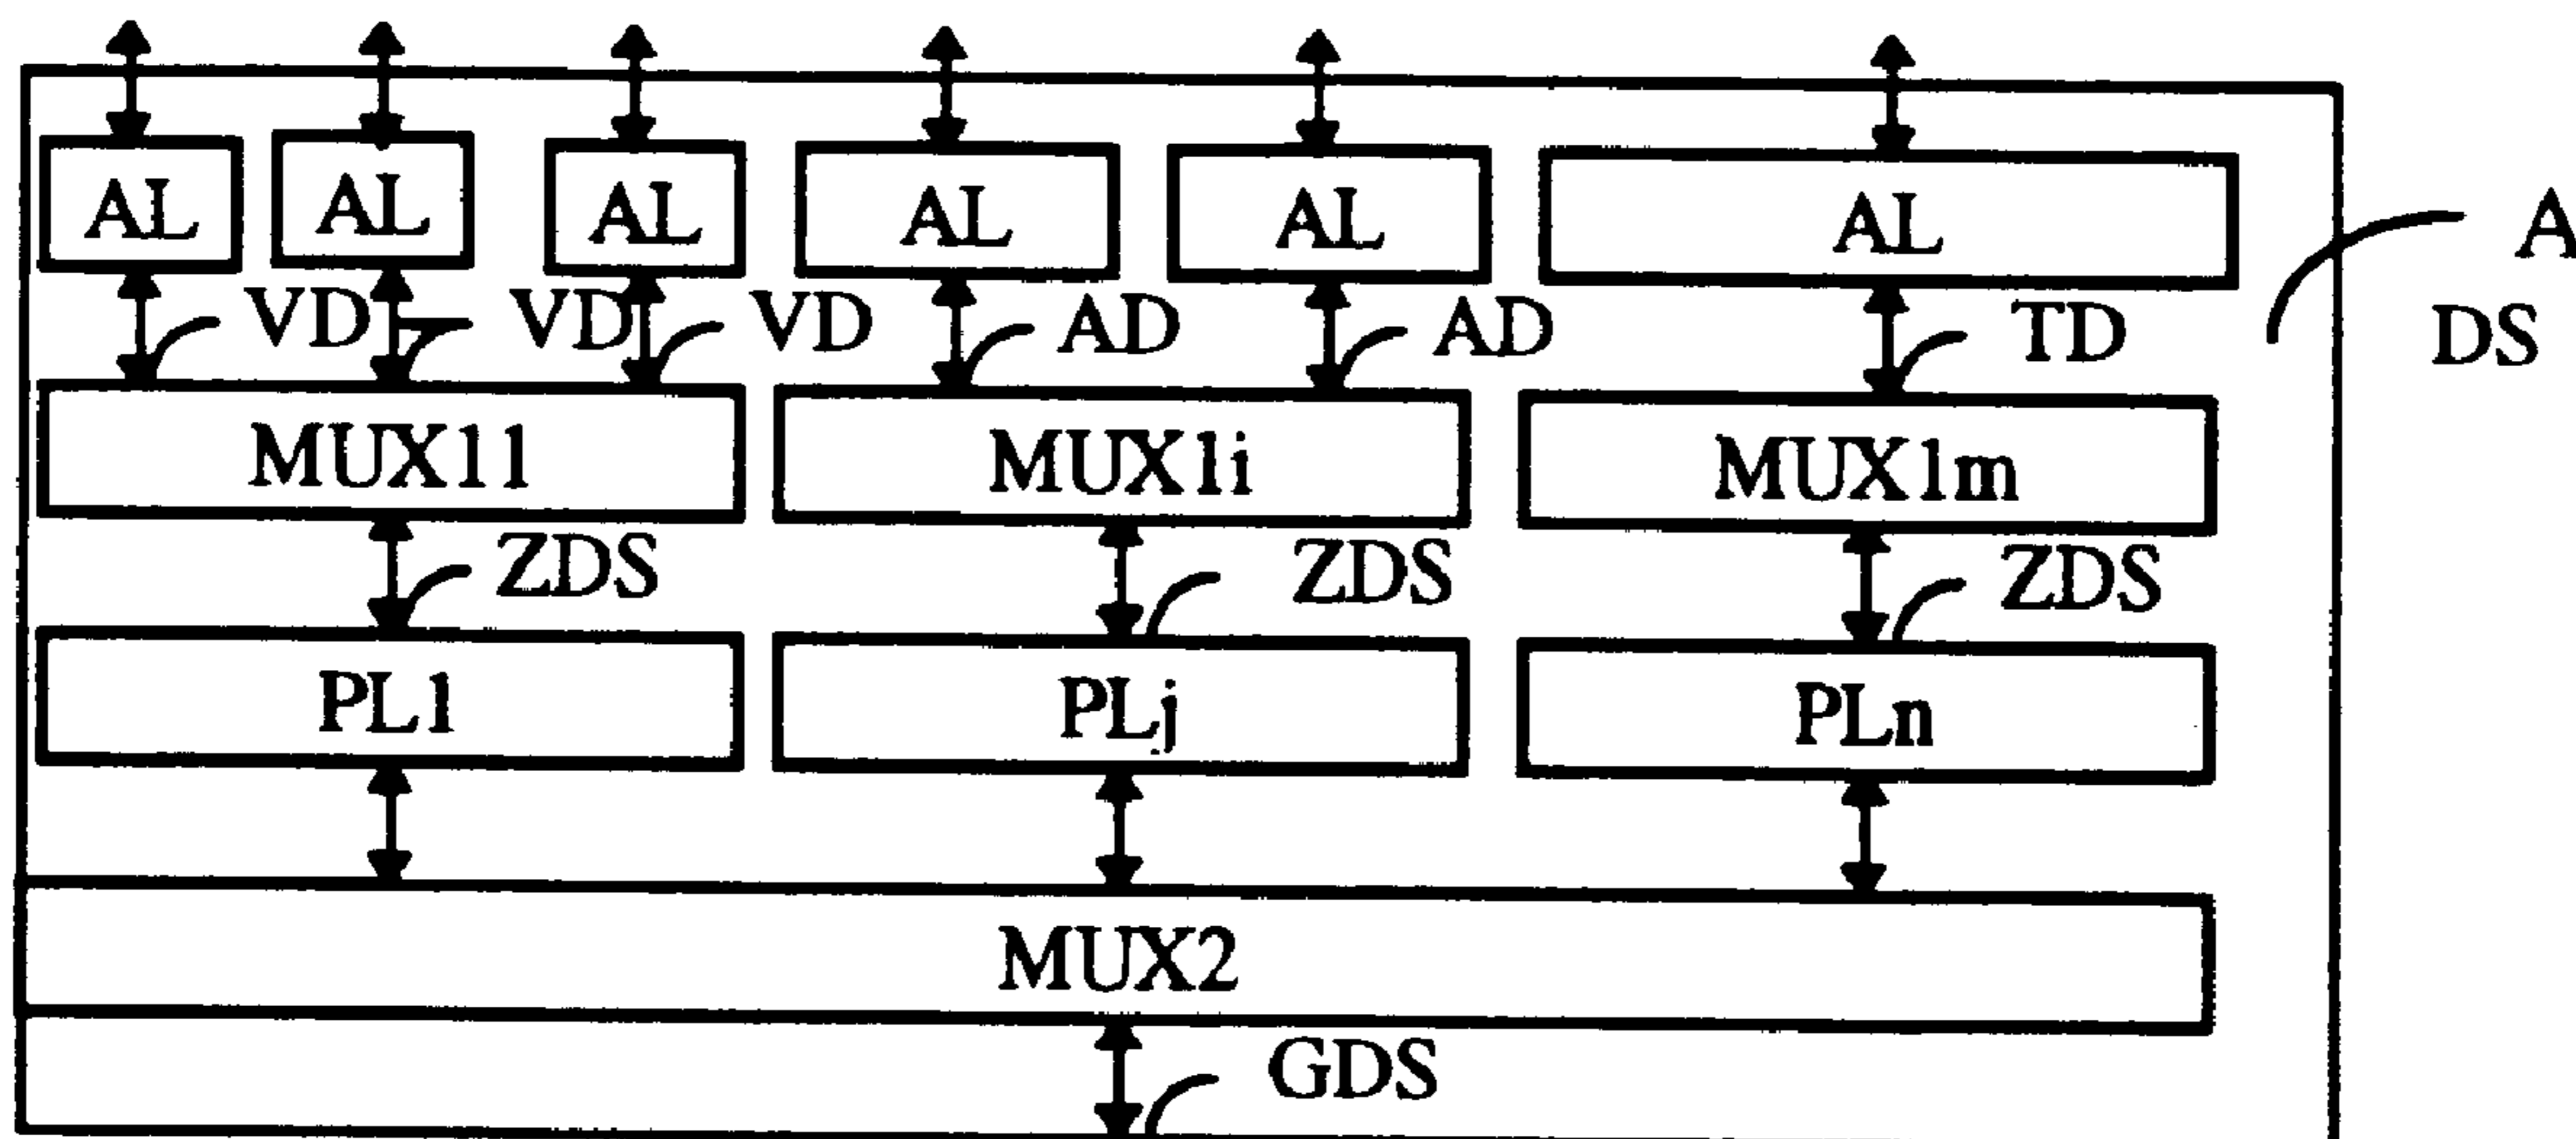 AL AL AL AL AL AL
A
VD VD VD AD AD TD
DS
MUX11 MUX1i MUX1m
ZDS ZDS ZDS
PL1 PLj PLn
MUX2
GDS